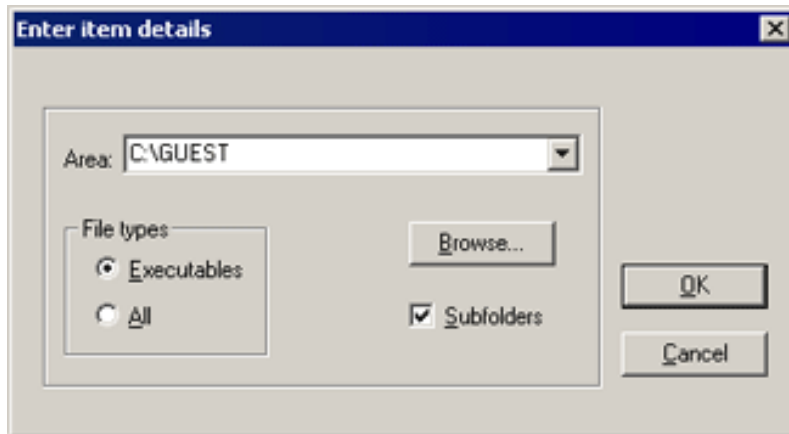 Enter item details
Area: C:\GUEST
File types
Browse...
Executables
OK
All
Subfolders
Cancel